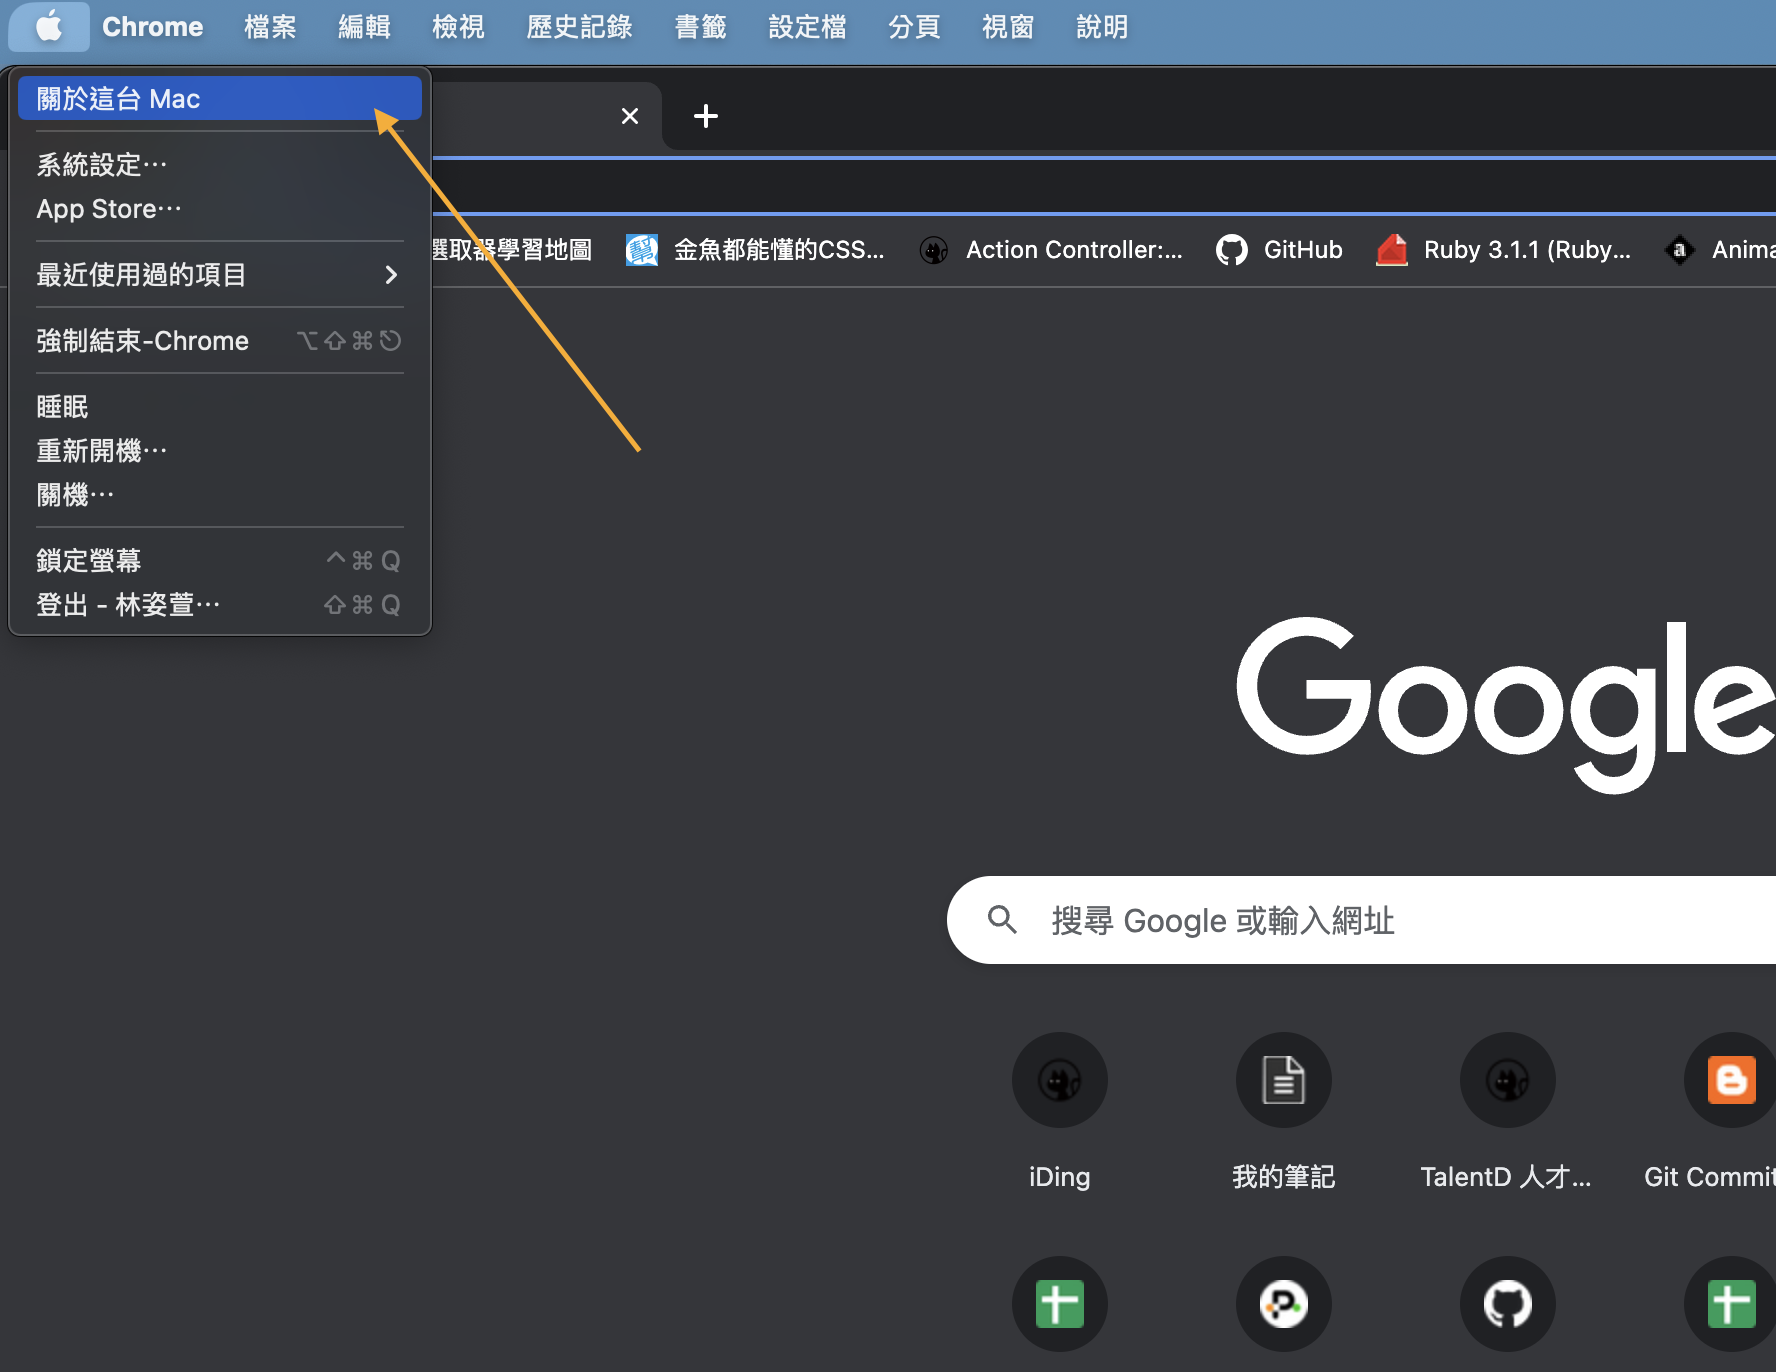 Chrome 檔案 編輯 檢視 歷史記錄 書籤 設定檔 分頁 視窗 說明
關於這台 Mac
系統設定⋯
App Store⋯
最近使用過的項目
強制結束-Chrome ⌥⇧⌘⎋
睡眠
重新開機⋯
關機⋯
鎖定螢幕 ^⌘Q
登出 - 林姿萱⋯ ⇧⌘Q
選取器學習地圖 幫 金魚都能懂的CSS... Action Controller:... GitHub Ruby 3.1.1 (Ruby... a Anima
Google
搜尋 Google 或輸入網址
iDing 我的筆記 TalentD 人才... Git Commit